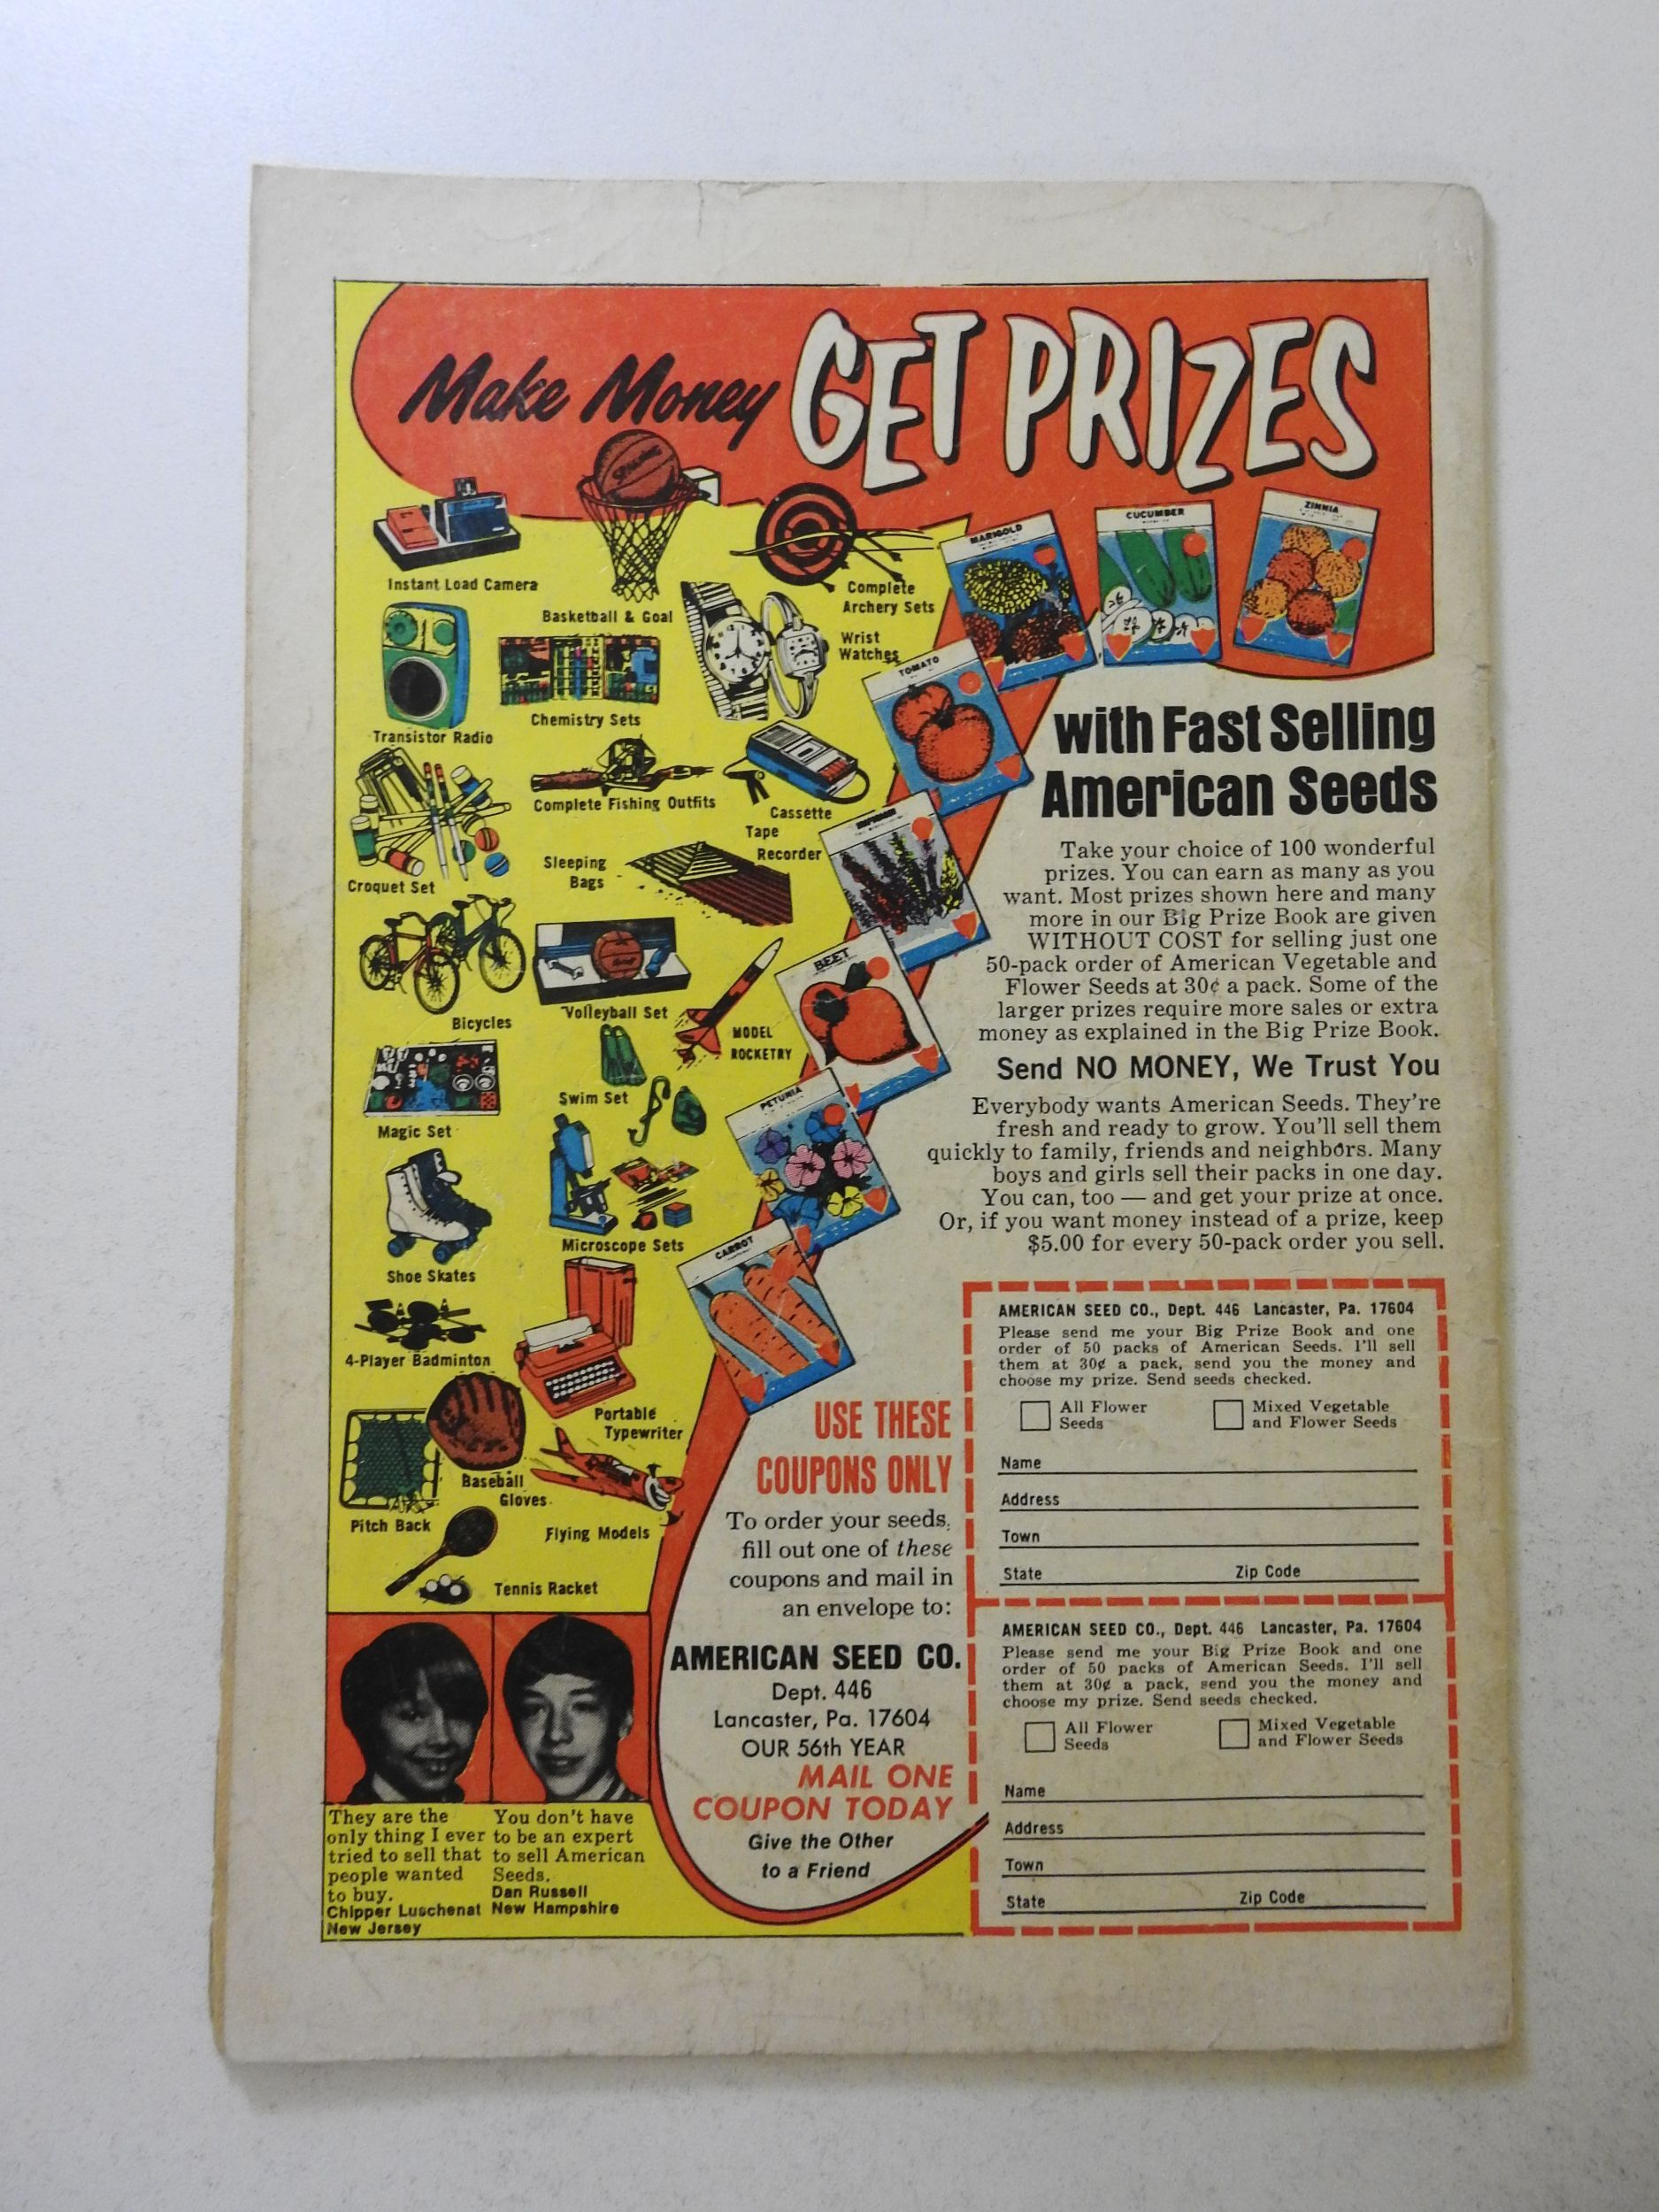 Make Money GET PRIZES
Instant Load Camera
Basketball & Goal
Complete
Archery Sets
Wrist
Watches
Transistor Radio
Chemistry Sets
Complete Fishing Outfits
Cassette
Tape
Recorder
Croquet Set
Sleeping
Bags
Bicycles
Volleyball Set
MODEL
ROCKETRY
Swim Set
Magic Set
Shoe Skates
Microscope Sets
4-Player Badminton
Portable
Typewriter
Baseball
Gloves
Pitch Back
Flying Models
Tennis Racket
MARIGOLD
CUCUMBER
ZINNIA
TOMATO
BEET
PETUNIA
CARROT
with Fast Selling
American Seeds
Take your choice of 100 wonderful
prizes. You can earn as many as you
want. Most prizes shown here and many
more in our Big Prize Book are given
WITHOUT COST for selling just one
50-pack order of American Vegetable and
Flower Seeds at 30¢ a pack. Some of the
larger prizes require more sales or extra
money as explained in the Big Prize Book.
Send NO MONEY, We Trust You
Everybody wants American Seeds. They're
fresh and ready to grow. You'll sell them
quickly to family, friends and neighbors. Many
boys and girls sell their packs in one day.
You can, too — and get your prize at once.
Or, if you want money instead of a prize, keep
$5.00 for every 50-pack order you sell.
USE THESE
COUPONS ONLY
To order your seeds,
fill out one of these
coupons and mail in
an envelope to:
AMERICAN SEED CO.
Dept. 446
Lancaster, Pa. 17604
OUR 56th YEAR
MAIL ONE
COUPON TODAY
Give the Other
to a Friend
AMERICAN SEED CO., Dept. 446 Lancaster, Pa. 17604
Please send me your Big Prize Book and one
order of 50 packs of American Seeds. I'll sell
them at 30¢ a pack, send you the money and
choose my prize. Send seeds checked.
All Flower
Seeds
Mixed Vegetable
and Flower Seeds
Name
Address
Town
State Zip Code
AMERICAN SEED CO., Dept. 446 Lancaster, Pa. 17604
Please send me your Big Prize Book and one
order of 50 packs of American Seeds. I'll sell
them at 30¢ a pack, send you the money and
choose my prize. Send seeds checked.
All Flower
Seeds
Mixed Vegetable
and Flower Seeds
Name
Address
Town
State Zip Code
They are the
only thing I ever
tried to sell that
people wanted
to buy.
Chipper Luschenat
New Jersey
You don't have
to be an expert
to sell American
Seeds.
Dan Russell
New Hampshire